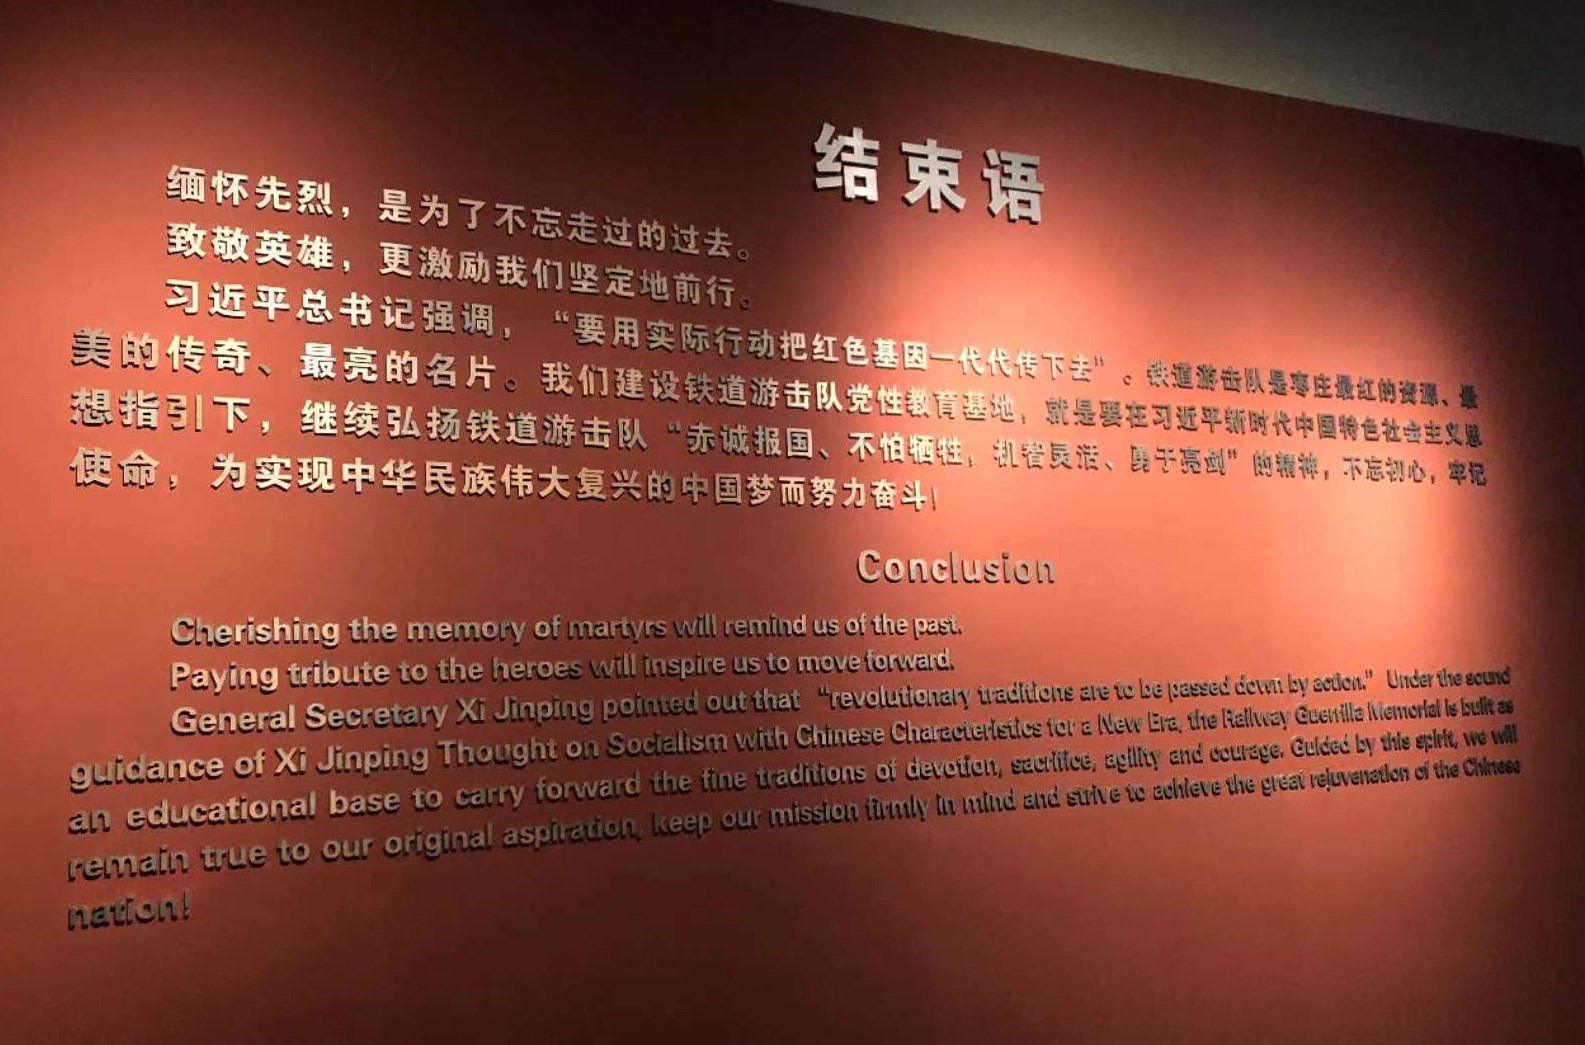 结束语
缅怀先烈，是为了不忘走过的过去。
致敬英雄，更激励我们坚定地前行。
习近平总书记强调，“要用实际行动把红色基因一代代传下去”。铁道游击队是枣庄最红的资源、最
美的传奇、最亮的名片。我们建设铁道游击队党性教育基地，就是要在习近平新时代中国特色社会主义思
想指引下，继续弘扬铁道游击队“赤诚报国、不怕牺牲，机智灵活、勇于亮剑”的精神，不忘初心，牢记
使命，为实现中华民族伟大复兴的中国梦而努力奋斗！
Conclusion
Cherishing the memory of martyrs will remind us of the past.
Paying tribute to the heroes will inspire us to move forward.
General Secretary Xi Jinping pointed out that “revolutionary traditions are to be passed down by action.” Under the sound
guidance of Xi Jinping Thought on Socialism with Chinese Characteristics for a New Era, the Railway Guerrilla Memorial is built as
an educational base to carry forward the fine traditions of devotion, sacrifice, agility and courage. Guided by this spirit, we will
remain true to our original aspiration, keep our mission firmly in mind and strive to achieve the great rejuvenation of the Chinese
nation!